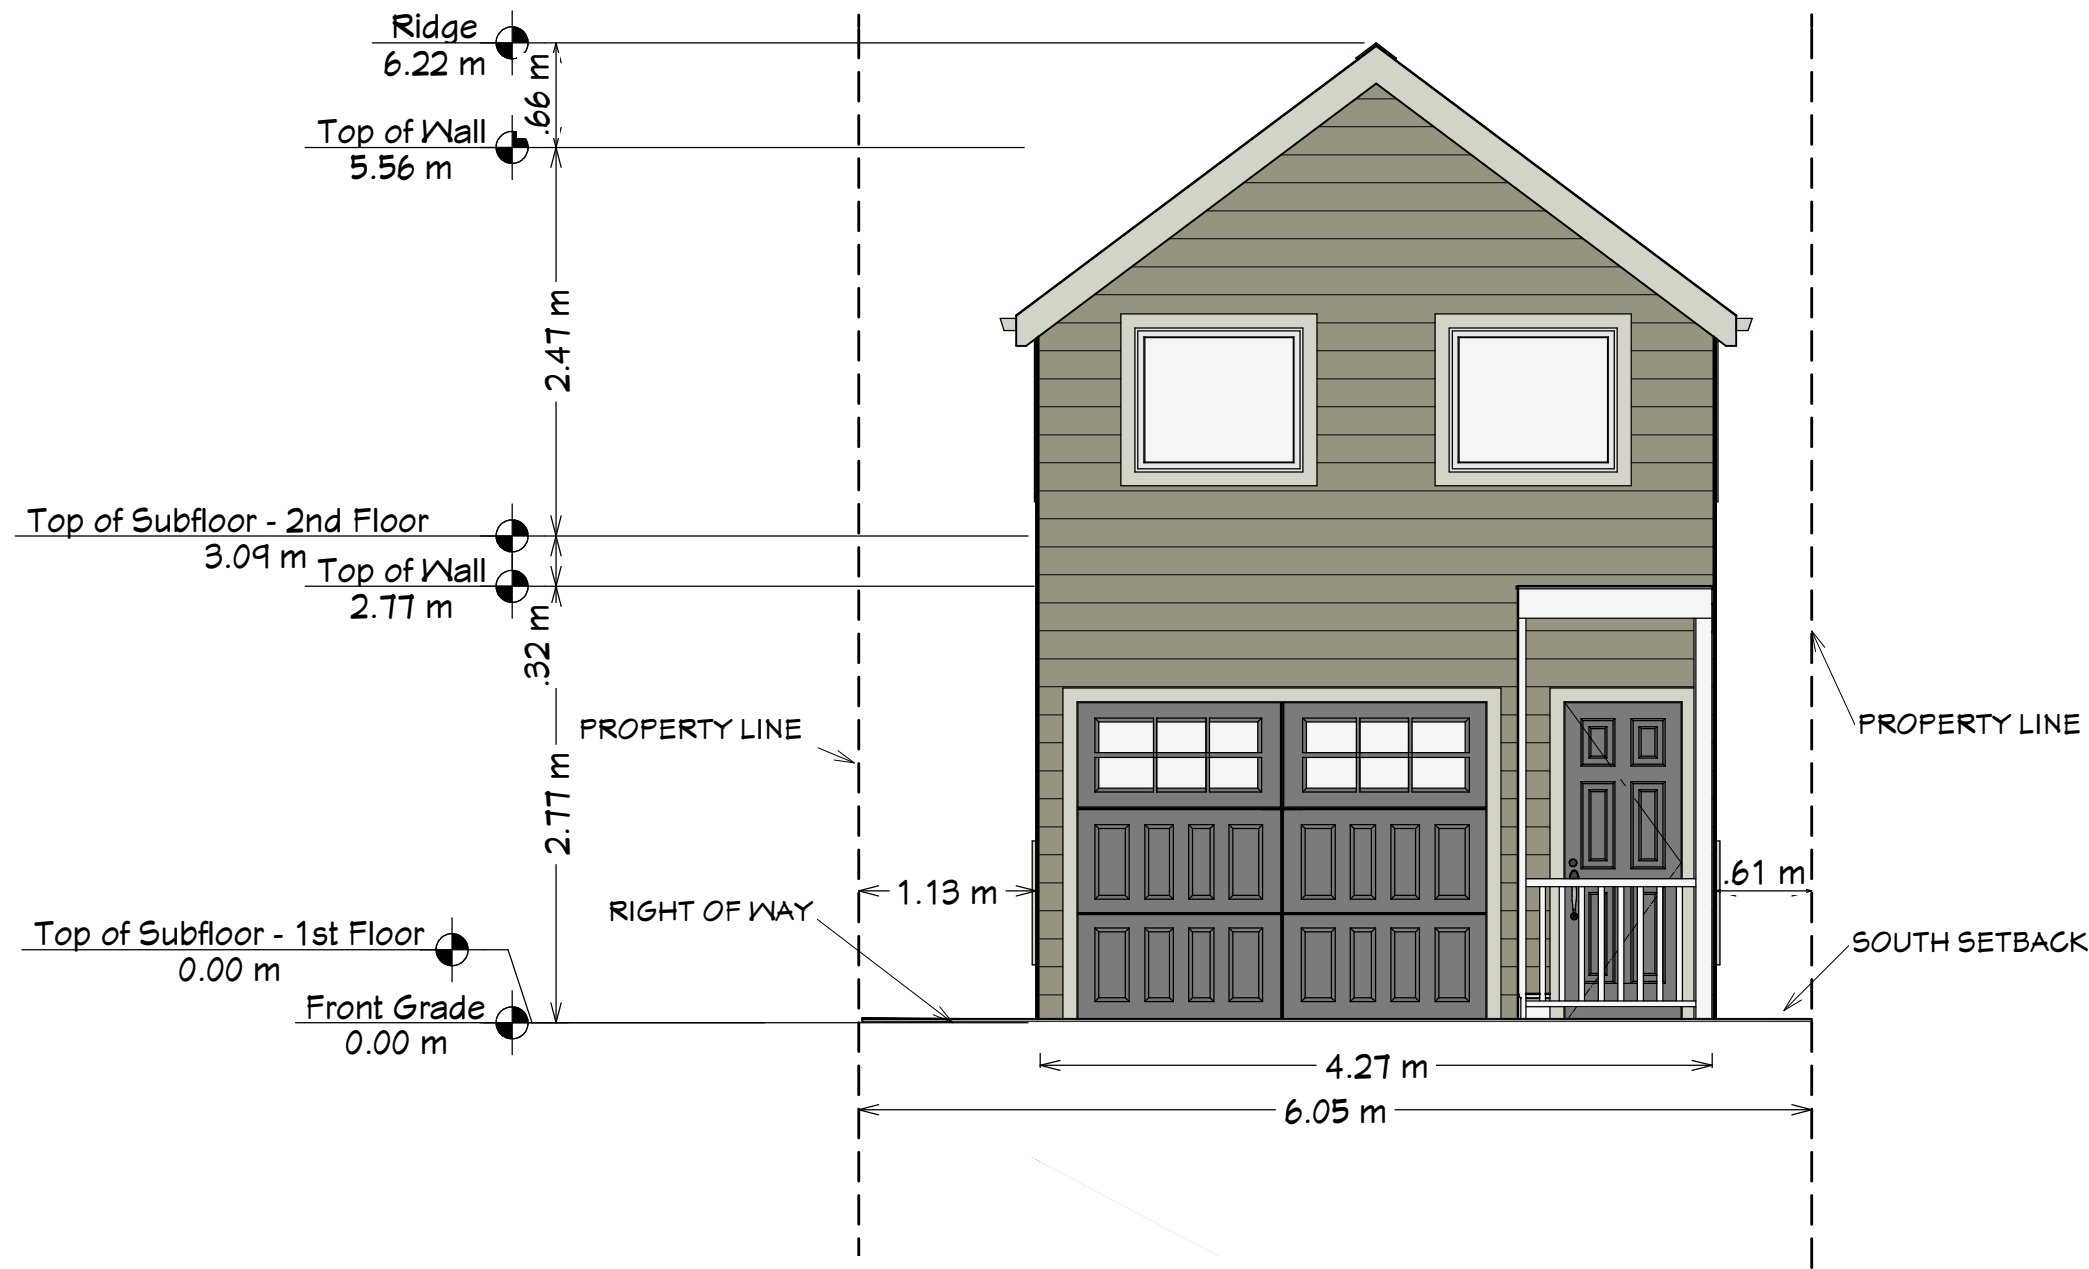 Ridge
6.22 m
.66 m
Top of Wall
5.56 m
2.47 m
Top of Subfloor - 2nd Floor
3.09 m
Top of Wall
2.77 m
.32 m
PROPERTY LINE
PROPERTY LINE
2.77 m
1.13 m
.61 m
RIGHT OF WAY
Top of Subfloor - 1st Floor
0.00 m
SOUTH SETBACK
Front Grade
0.00 m
4.27 m
6.05 m